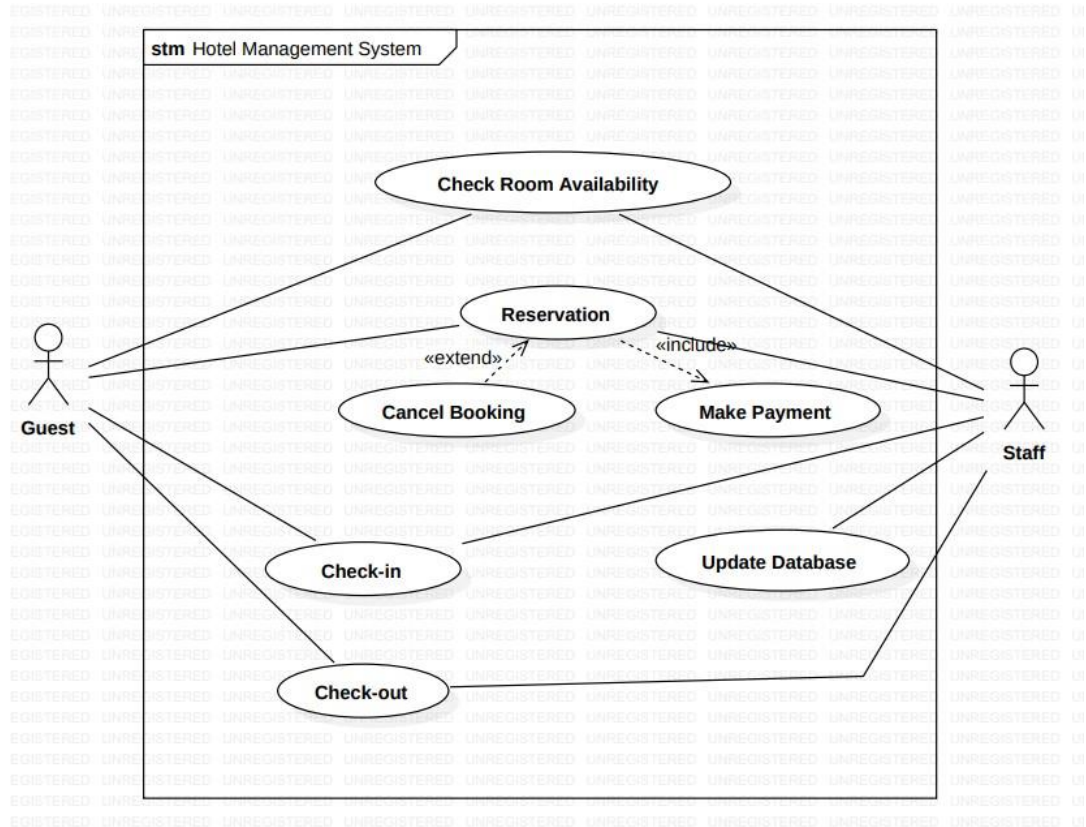 stm Hotel Management System
Check Room Availability
Reservation
«extend»
«include»
Cancel Booking
Make Payment
Guest
Staff
Check-in
Update Database
Check-out
UNREGISTERED